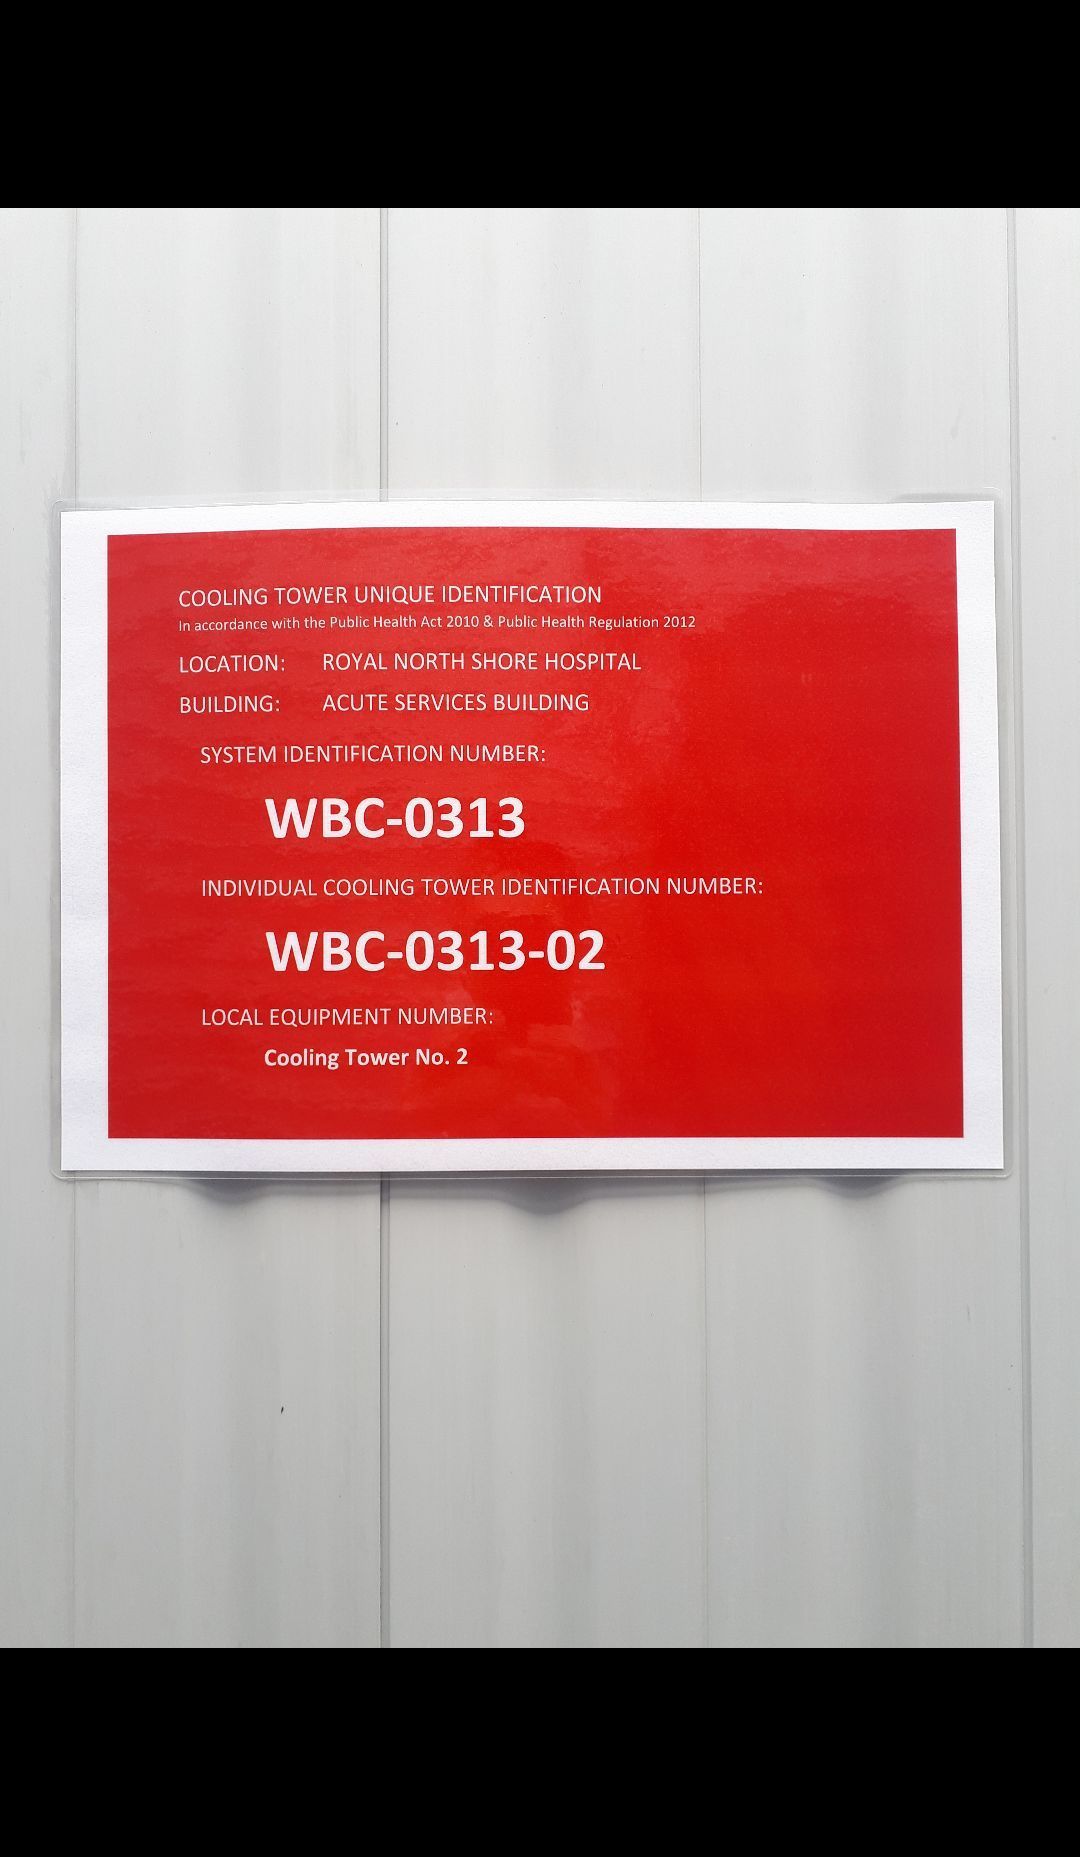 COOLING TOWER UNIQUE IDENTIFICATION
In accordance with the Public Health Act 2010 & Public Health Regulation 2012
LOCATION: ROYAL NORTH SHORE HOSPITAL
BUILDING: ACUTE SERVICES BUILDING
SYSTEM IDENTIFICATION NUMBER:
WBC-0313
INDIVIDUAL COOLING TOWER IDENTIFICATION NUMBER:
WBC-0313-02
LOCAL EQUIPMENT NUMBER:
Cooling Tower No. 2